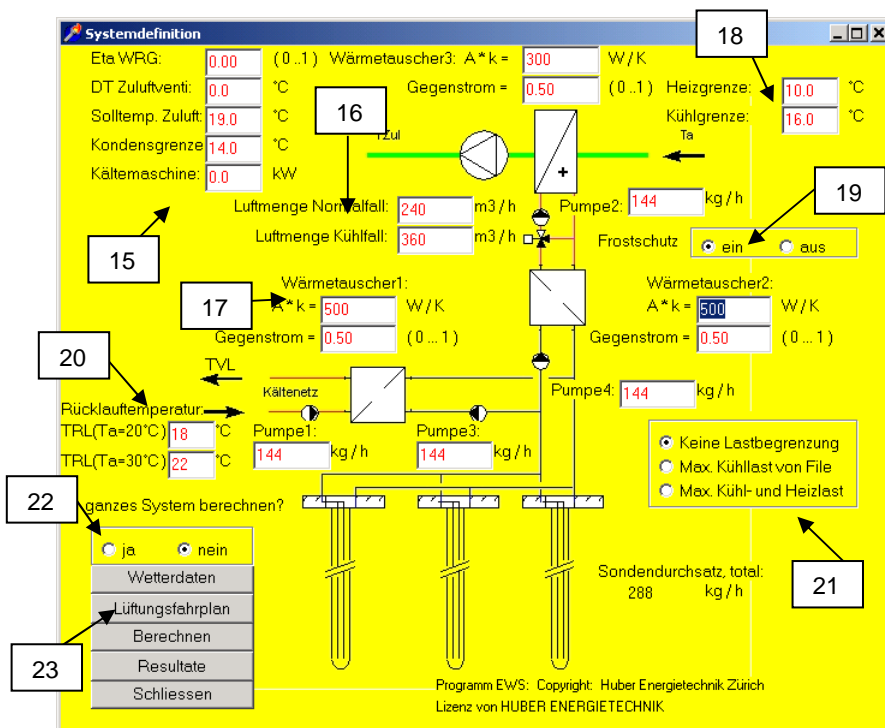 Systemdefinition
Eta WRG: 0.00 (0..1) Wärmetauscher3: A*k = 300 W/K
18
DT Zuluftventi: 0.0 °C Gegenstrom = 0.50 (0..1) Heizgrenze: 10.0 °C
Solltemp. Zuluft: 19.0 °C
16
Kühlgrenze: 16.0 °C
Kondensgrenze 14.0 °C
TZul
Ta
Kältemaschine: 0.0 kW
+
Luftmenge Normalfall: 240 m3/h Pumpe2: 144 kg/h
19
15
Luftmenge Kühlfall: 360 m3/h
Frostschutz ein aus
Wärmetauscher1:
Wärmetauscher2:
17
A*k = 500 W/K
A*k = 500 W/K
Gegenstrom = 0.50 (0...1)
Gegenstrom = 0.50 (0...1)
20
TVL
Kältenetz
Pumpe4: 144 kg/h
Rücklauftemperatur:
TRL(Ta=20°C) 18 °C
Pumpe1:
144 kg/h
Pumpe3:
144 kg/h
TRL(Ta=30°C) 22 °C
Keine Lastbegrenzung
Max. Kühllast von File
Max. Kühl- und Heizlast
22
ganzes System berechnen?
ja nein
21
Wetterdaten
Lüftungsfahrplan
Berechnen
Resultate
Schliessen
23
Sondendurchsatz, total:
288 kg/h
Programm EWS: Copyright: Huber Energietechnik Zürich
Lizenz von HUBER ENERGIETECHNIK